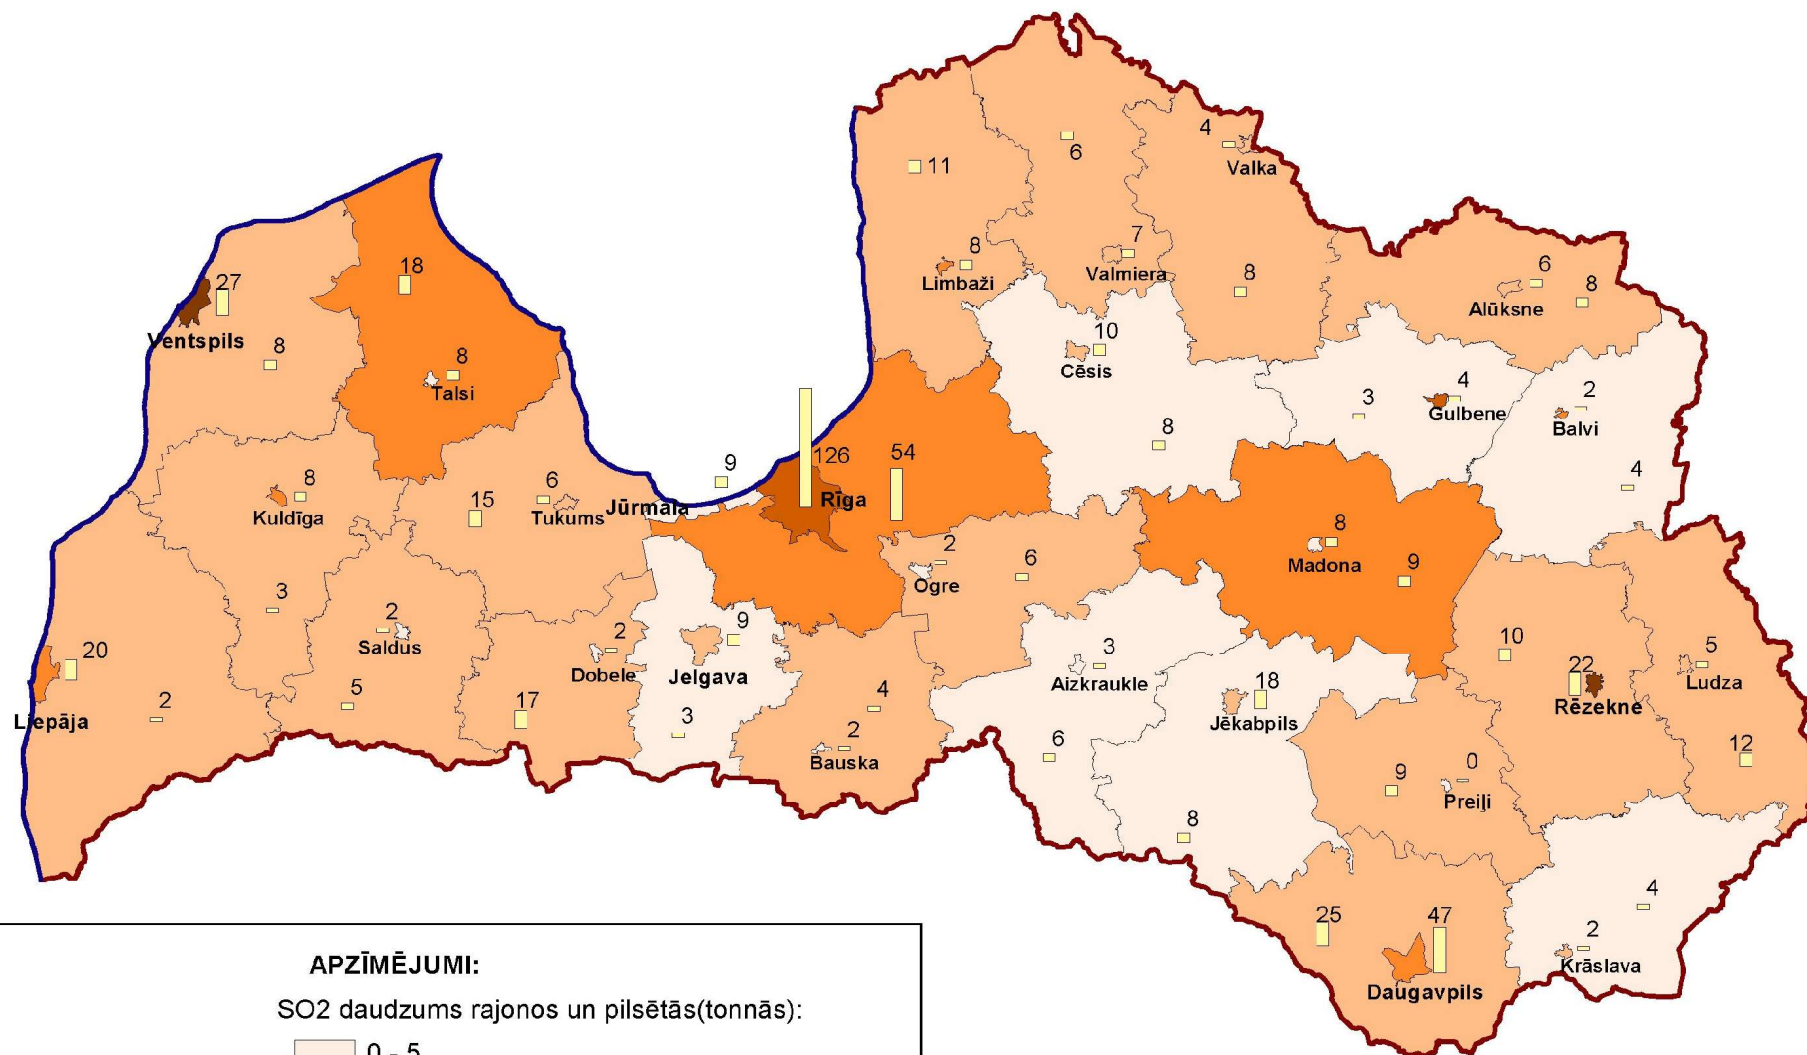 4
6
Valka
11
7
8
6
Valmiera
8
Limbaži
8
8
Alūksne
18
27
Ventspils
8
10
Cēsis
8
Talsi
2
4
3
Gulbene
Balvi
8
4
126
54
9
Rīga
Jūrmala
8
Kuldīga
6
15
Tukums
8
Madona
9
2
6
Ogre
3
2
Saldus
2
Dobele
9
Jelgava
3
Aizkraukle
10
5
Ludza
22
Rēzekne
18
Jēkabpils
20
Liepāja
2
5
17
3
4
2
Bauska
6
12
9
0
Preiļi
8
4
25
47
Daugavpils
2
Krāslava
APZĪMĒJUMI:
SO2 daudzums rajonos un pilsētās(tonnās):
0 - 5